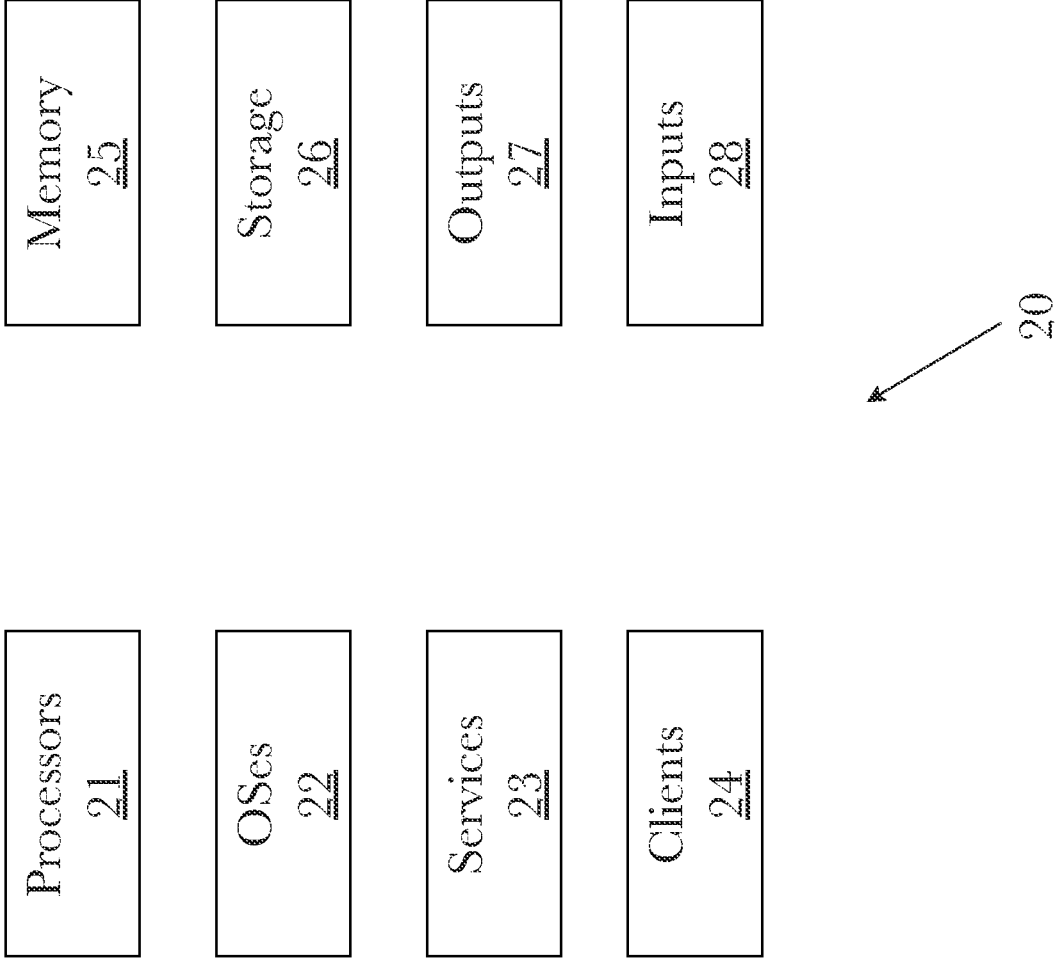 Processors
21
OSes
22
Services
23
Clients
24
Memory
25
Storage
26
Outputs
27
Inputs
28
20